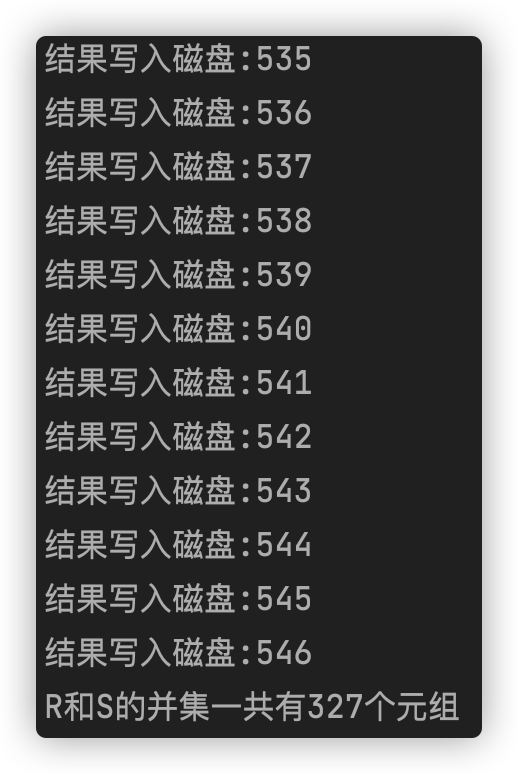 结果写入磁盘:535
结果写入磁盘:536
结果写入磁盘:537
结果写入磁盘:538
结果写入磁盘:539
结果写入磁盘:540
结果写入磁盘:541
结果写入磁盘:542
结果写入磁盘:543
结果写入磁盘:544
结果写入磁盘:545
结果写入磁盘:546
R和S的并集一共有327个元组